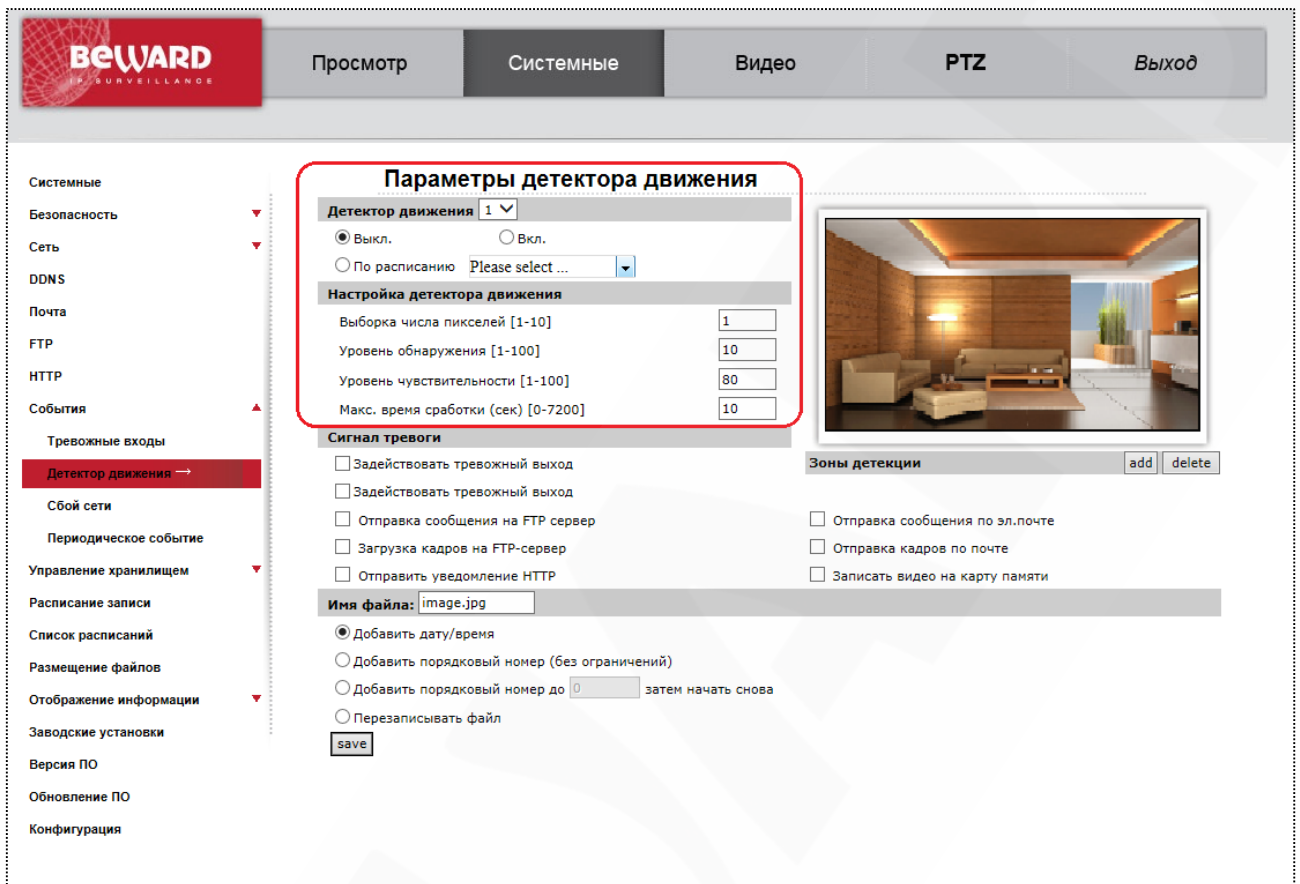 BEWARD
IP SURVEILLANCE
Просмотр
Системные
Видео
PTZ
Выход
Системные
Безопасность
Сеть
DDNS
Почта
FTP
HTTP
События
Тревожные входы
Детектор движения →
Сбой сети
Периодическое событие
Управление хранилищем
Расписание записи
Список расписаний
Размещение файлов
Отображение информации
Заводские установки
Версия ПО
Обновление ПО
Конфигурация
Параметры детектора движения
Детектор движения 1
Выкл. Вкл.
По расписанию Please select ...
Настройка детектора движения
Выборка числа пикселей [1-10] 1
Уровень обнаружения [1-100] 10
Уровень чувствительности [1-100] 80
Макс. время сработки (сек) [0-7200] 10
Сигнал тревоги
Зоны детекции add delete
Задействовать тревожный выход
Задействовать тревожный выход
Отправка сообщения на FTP сервер Отправка сообщения по эл.почте
Загрузка кадров на FTP-сервер Отправка кадров по почте
Отправить уведомление HTTP Записать видео на карту памяти
Имя файла: image.jpg
Добавить дату/время
Добавить порядковый номер (без ограничений)
Добавить порядковый номер до 0 затем начать снова
Перезаписывать файл
save